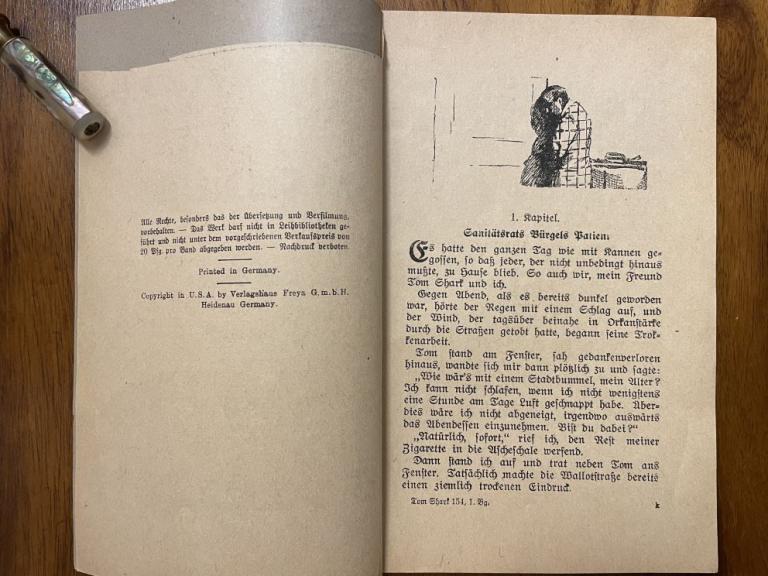 Alle Rechte, besonders das der Übersetzung und Verfilmung,
vorbehalten. — Das Werk darf nicht in Leihbibliotheken ge-
führt und nicht unter dem vorgeschriebenen Verkaufspreis von
20 Pfg. pro Band abgegeben werden. — Nachdruck verboten.
Printed in Germany.
Copyright in U.S.A. by Verlagshaus Freya G.m.b.H.
Heidenau Germany.
1. Kapitel.
Sanitätsrats Bürgels Patien.
Es hatte den ganzen Tag wie mit Kannen ge-
gossen, so daß jeder, der nicht unbedingt hinaus
mußte, zu Hause blieb. So auch wir, mein Freund
Tom Shark und ich.
Gegen Abend, als es bereits dunkel geworden
war, hörte der Regen mit einem Schlag auf, und
der Wind, der tagsüber beinahe in Orkanstärke
durch die Straßen getobt hatte, begann seine Trok-
kenarbeit.
Tom stand am Fenster, sah gedankenverloren
hinaus, wandte sich mir dann plötzlich zu und sagte:
„Wie wär's mit einem Stadtbummel, mein Alter?
Ich kann nicht schlafen, wenn ich nicht wenigstens
eine Stunde am Tage Luft geschnappt habe. Über-
dies wäre ich nicht abgeneigt, irgendwo auswärts
das Abendessen einzunehmen. Bist du dabei?"
„Natürlich, sofort," rief ich, den Rest meiner
Zigarette in die Ascheschale werfend.
Dann stand ich auf und trat neben Tom ans
Fenster. Tatsächlich machte die Wallotstraße bereits
einen ziemlich trockenen Eindruck.
Tom Shark 154, 1. Bg. k